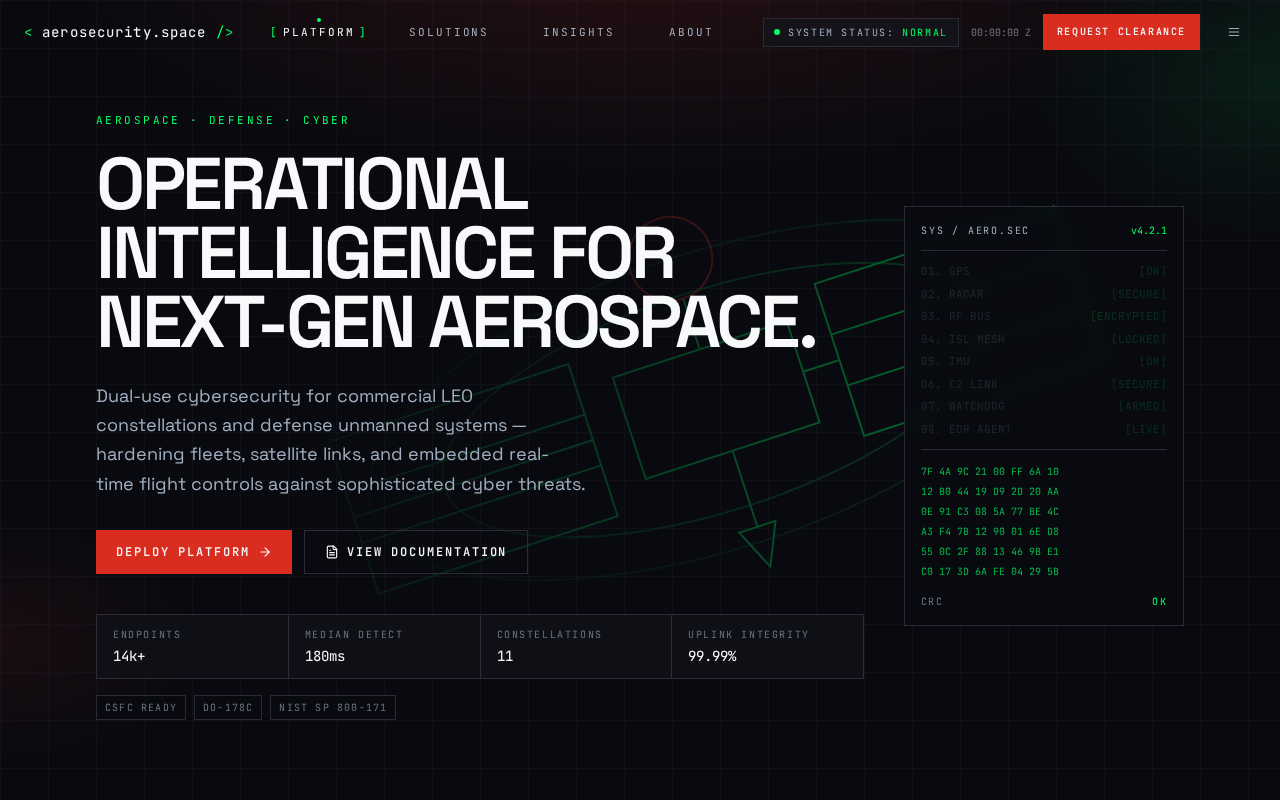 < aerosecurity.space />
[ PLATFORM ]
SOLUTIONS
INSIGHTS
ABOUT
SYSTEM STATUS: NORMAL
00:00:00 Z
REQUEST CLEARANCE
AEROSPACE · DEFENSE · CYBER
OPERATIONAL
INTELLIGENCE FOR
NEXT-GEN AEROSPACE.
Dual-use cybersecurity for commercial LEO
constellations and defense unmanned systems —
hardening fleets, satellite links, and embedded real-
time flight controls against sophisticated cyber threats.
DEPLOY PLATFORM →
VIEW DOCUMENTATION
ENDPOINTS
14k+
MEDIAN DETECT
180ms
CONSTELLATIONS
11
UPLINK INTEGRITY
99.99%
CSFC READY
DO-178C
NIST SP 800-171
SYS / AERO.SEC v4.2.1
01. GPS [OK]
02. RADAR [SECURE]
03. RF BUS [ENCRYPTED]
04. ISL MESH [LOCKED]
05. IMU [OK]
06. C2 LINK [SECURE]
07. WATCHDOG [ARMED]
08. EDR AGENT [LIVE]
7F 4A 9C 21 00 FF 6A 10
12 B0 44 19 D9 2D 20 AA
0E 91 C3 08 5A 77 BE 4C
A3 F4 7B 12 90 01 6E D8
55 0C 2F 88 13 46 9B E1
C0 17 3D 6A FE 04 29 5B
CRC OK